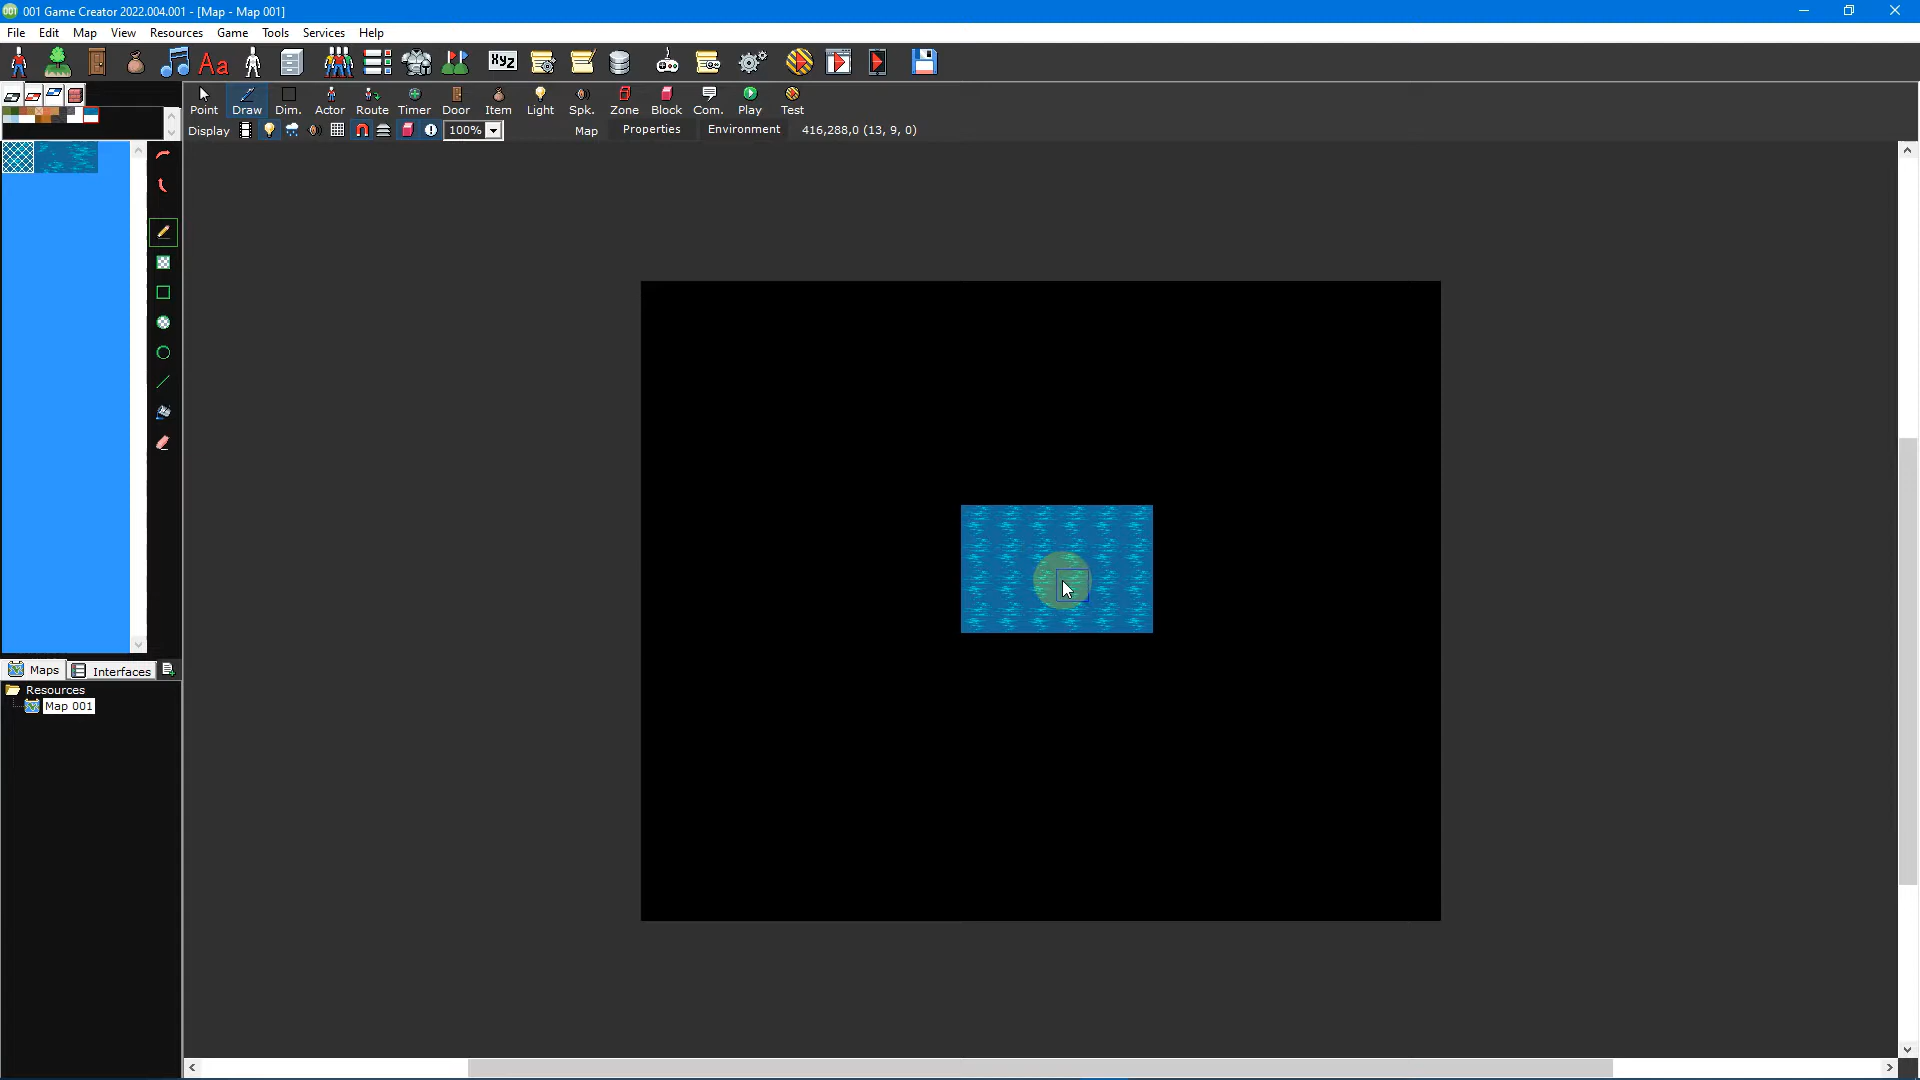 001 Game Creator 2022.004.001 - [Map - Map 001]
File Edit Map View Resources Game Tools Services Help
Aa XYZ
Point Draw Dim. Actor Route Timer Door Item Light Spk. Zone Block Com. Play Test
Display 100% Map Properties Environment 416,288,0 (13, 9, 0)
Maps Interfaces
Resources
Map 001